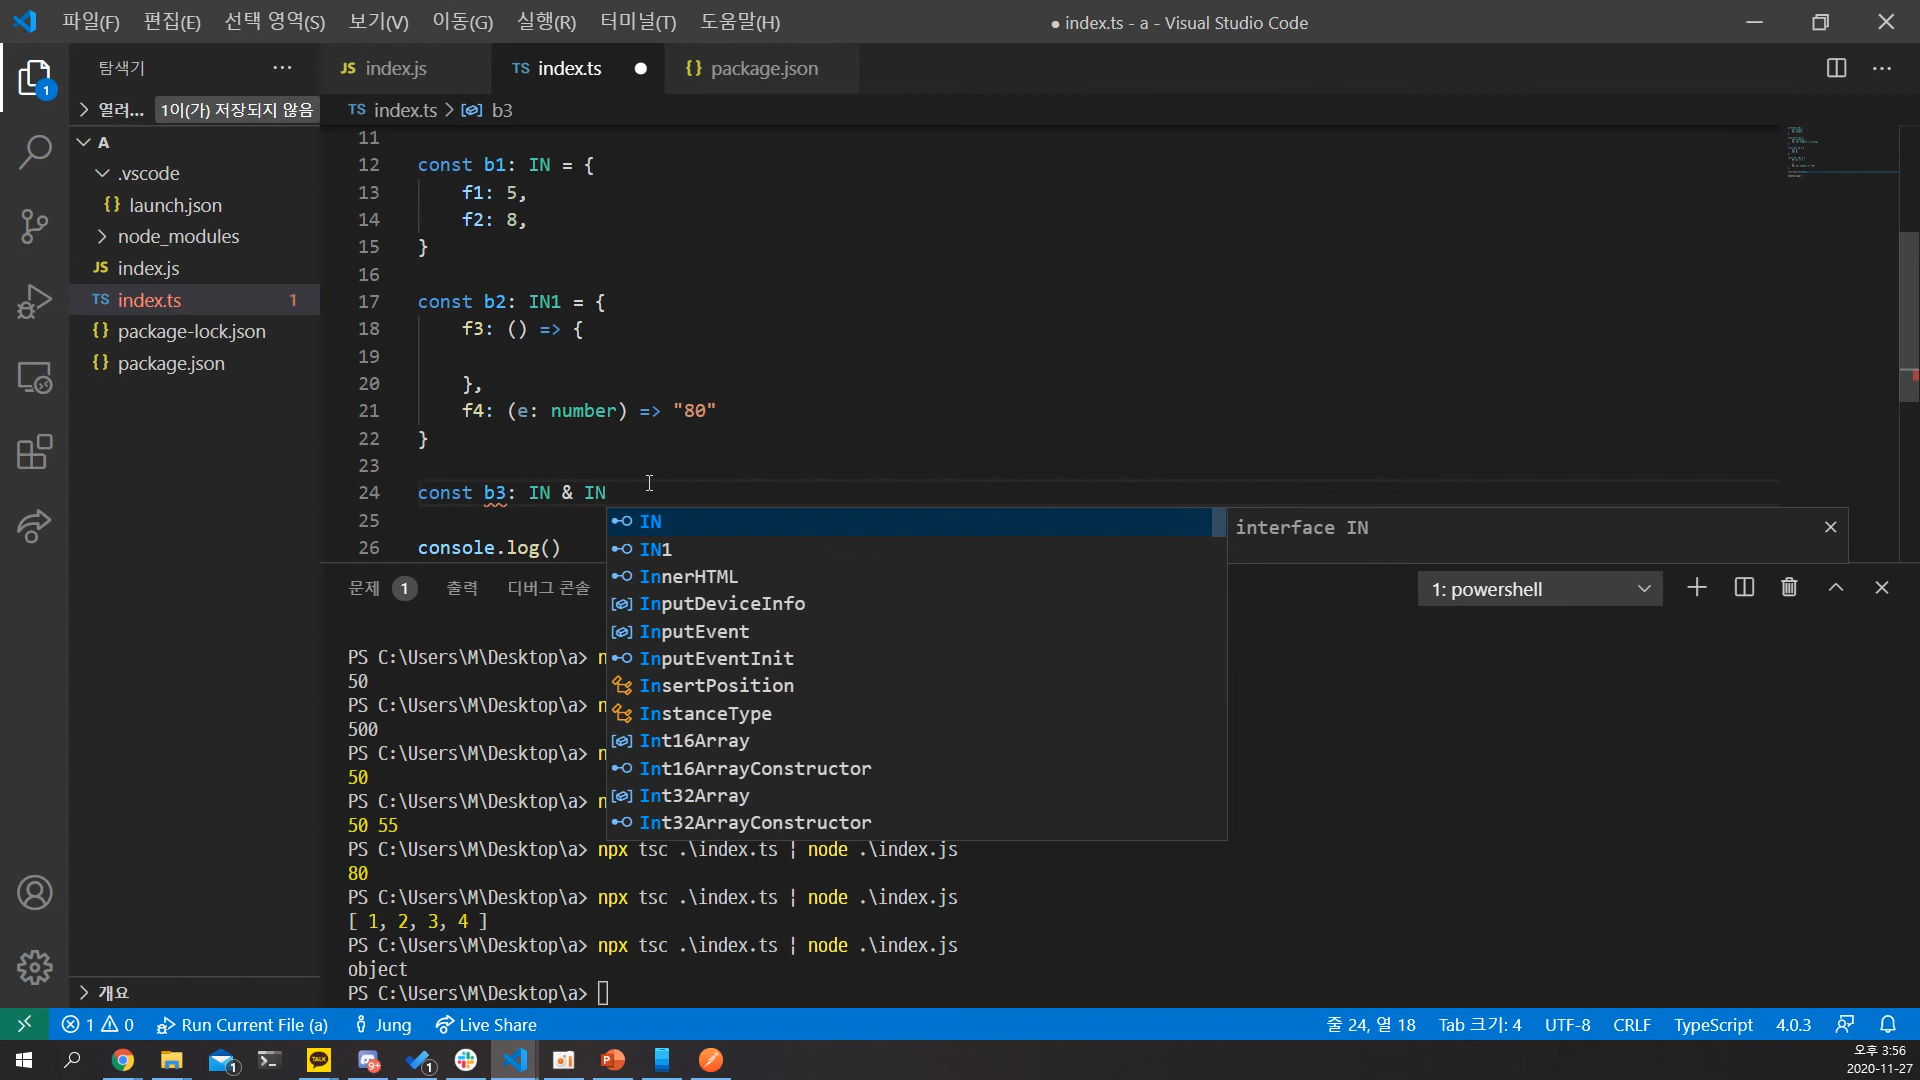 파일(F) 편집(E) 선택 영역(S) 보기(V) 이동(G) 실행(R) 터미널(T) 도움말(H)
● index.ts - a - Visual Studio Code
탐색기
JS index.js
TS index.ts
{} package.json
열려... 1이(가) 저장되지 않음
TS index.ts > b3
A
.vscode
{} launch.json
node_modules
JS index.js
TS index.ts 1
{} package-lock.json
{} package.json
개요
11
12 const b1: IN = {
13 f1: 5,
14 f2: 8,
15 }
16
17 const b2: IN1 = {
18 f3: () => {
19
20 },
21 f4: (e: number) => "80"
22 }
23
24 const b3: IN & IN
25
26 console.log()
IN
IN1
InnerHTML
InputDeviceInfo
InputEvent
InputEventInit
InsertPosition
InstanceType
Int16Array
Int16ArrayConstructor
Int32Array
Int32ArrayConstructor
interface IN
문제 1 출력 디버그 콘솔
1: powershell
PS C:\Users\M\Desktop\a> n
50
PS C:\Users\M\Desktop\a> n
500
PS C:\Users\M\Desktop\a> n
50
PS C:\Users\M\Desktop\a> n
50 55
PS C:\Users\M\Desktop\a> npx tsc .\index.ts | node .\index.js
80
PS C:\Users\M\Desktop\a> npx tsc .\index.ts | node .\index.js
[ 1, 2, 3, 4 ]
PS C:\Users\M\Desktop\a> npx tsc .\index.ts | node .\index.js
object
PS C:\Users\M\Desktop\a>
1 0 Run Current File (a) Jung Live Share
줄 24, 열 18 Tab 크기: 4 UTF-8 CRLF TypeScript 4.0.3
오후 3:56
2020-11-27